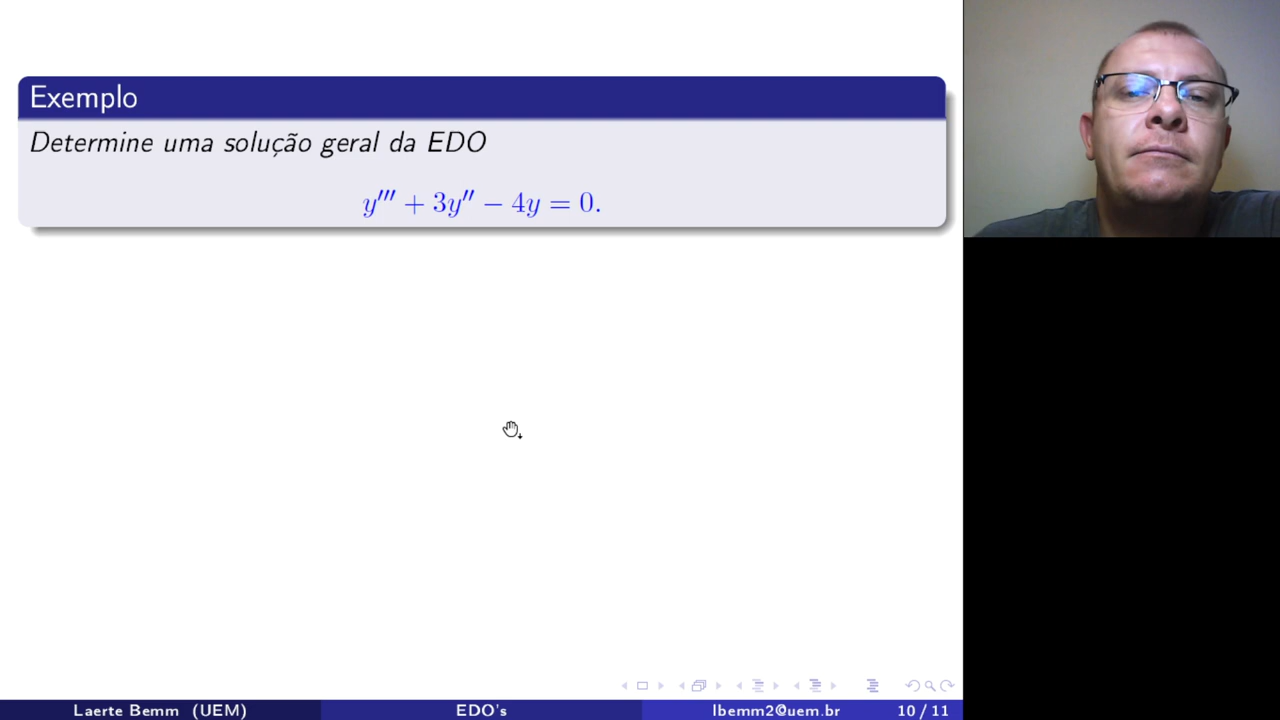 Exemplo
Determine uma solução geral da EDO
y''' + 3y'' − 4y = 0.
Laerte Bemm (UEM) EDO's lbemm2@uem.br 10 / 11